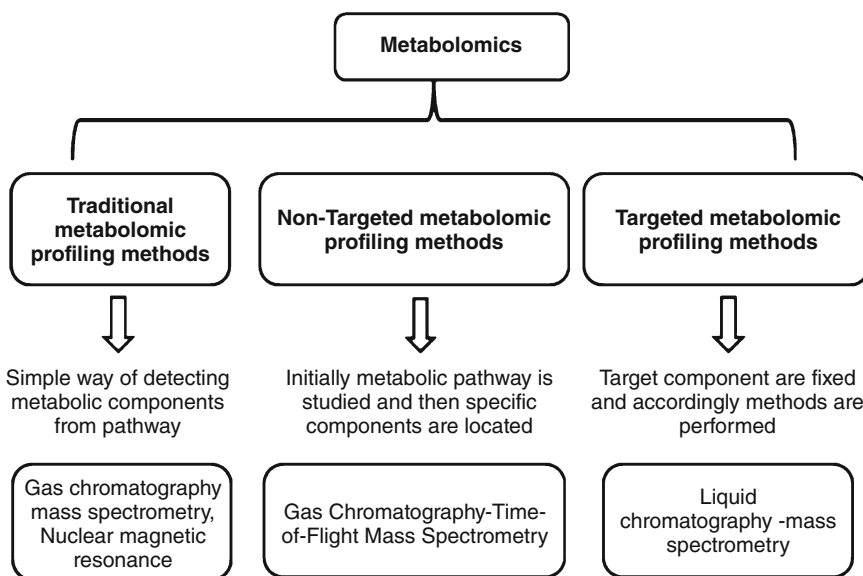 Metabolomics
Traditional
metabolomic
profiling methods
Non-Targeted metabolomic
profiling methods
Targeted metabolomic
profiling methods
Simple way of detecting
metabolic components
from pathway
Initially metabolic pathway is
studied and then specific
components are located
Target component are fixed
and accordingly methods are
performed
Gas chromatography
mass spectrometry,
Nuclear magnetic
resonance
Gas Chromatography-Time-
of-Flight Mass Spectrometry
Liquid
chromatography -mass
spectrometry